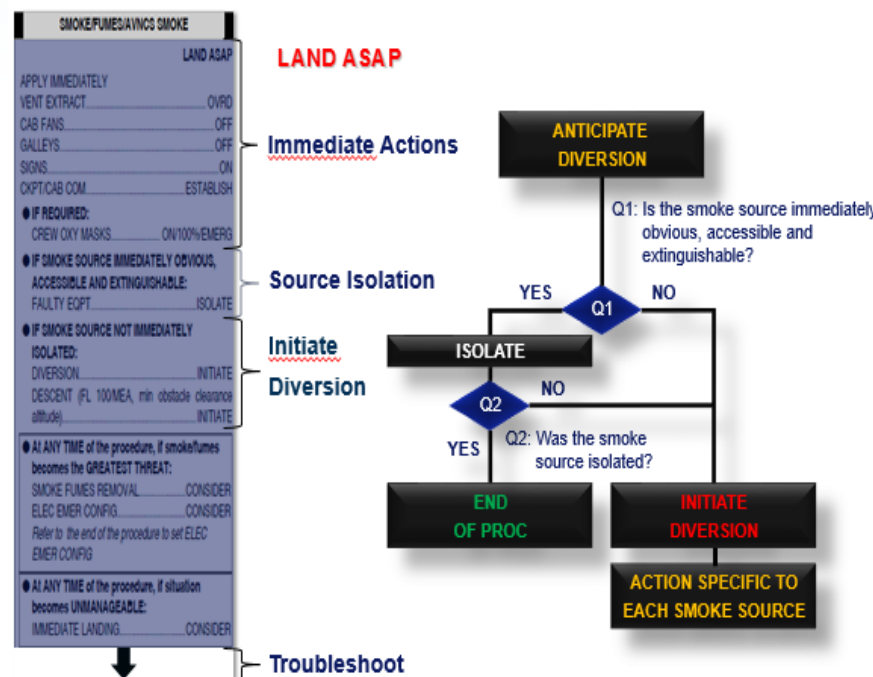 SMOKE/FUMES/AVNCS SMOKE
LAND ASAP
APPLY IMMEDIATELY
VENT EXTRACT........OVRD
CAB FANS........OFF
GALLEYS........OFF
SIGNS........ON
CKPT/CAB COM........ESTABLISH
● IF REQUIRED:
CREW OXY MASKS........ON/100%/EMERG
● IF SMOKE SOURCE IMMEDIATELY OBVIOUS,
ACCESSIBLE AND EXTINGUISHABLE:
FAULTY EQPT........ISOLATE
● IF SMOKE SOURCE NOT IMMEDIATELY
ISOLATED:
DIVERSION........INITIATE
DESCENT (FL 100/MEA, min obstacle clearance
altitude)........INITIATE
● At ANY TIME of the procedure, if smoke/fumes
becomes the GREATEST THREAT:
SMOKE FUMES REMOVAL........CONSIDER
ELEC EMER CONFIG........CONSIDER
Refer to the end of the procedure to set ELEC
EMER CONFIG
● At ANY TIME of the procedure, if situation
becomes UNMANAGEABLE:
IMMEDIATE LANDING........CONSIDER
LAND ASAP
Immediate Actions
Source Isolation
Initiate
Diversion
Troubleshoot
ANTICIPATE
DIVERSION
Q1: Is the smoke source immediately
obvious, accessible and
extinguishable?
YES
NO
Q1
ISOLATE
NO
Q2
YES
Q2: Was the smoke
source isolated?
END
OF PROC
INITIATE
DIVERSION
ACTION SPECIFIC TO
EACH SMOKE SOURCE